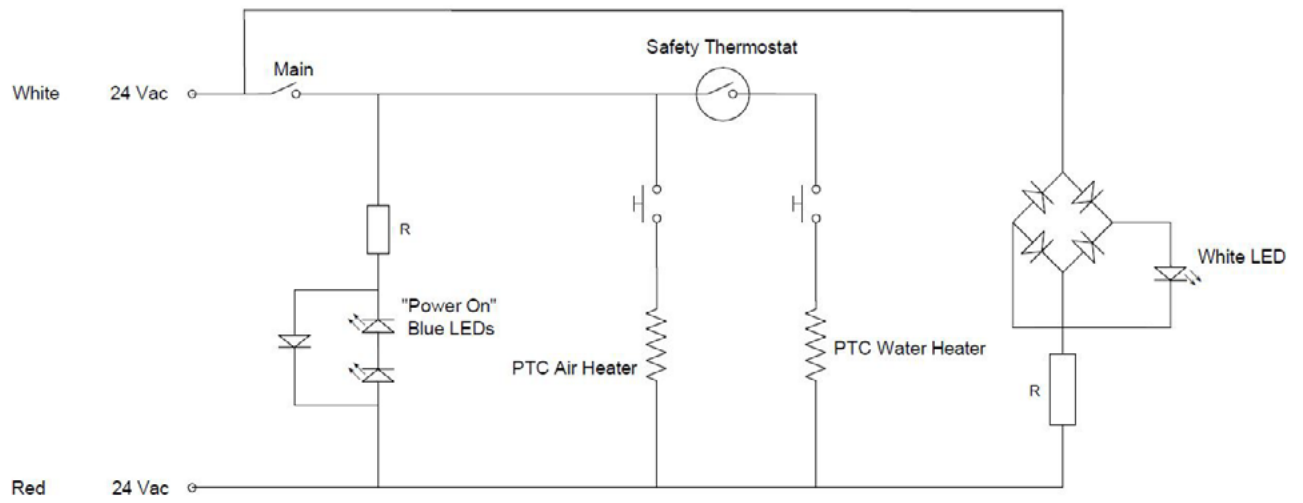 Safety Thermostat
Main
White 24 Vac
R
"Power On"
Blue LEDs
White LED
PTC Air Heater
PTC Water Heater
R
Red 24 Vac